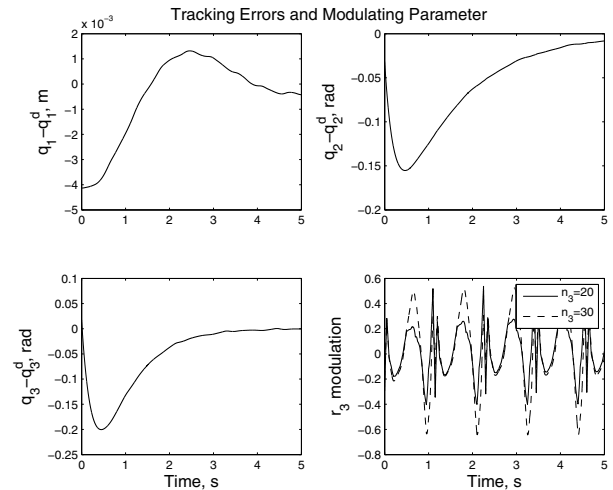 Tracking Errors and Modulating Parameter
x 10⁻³
2
1
0
−1
−2
−3
−4
−5
0 1 2 3 4 5
q₁−q₁ᵈ, m
0
−0.05
−0.1
−0.15
−0.2
0 1 2 3 4 5
q₂−q₂ᵈ, rad
0.1
0.05
0
−0.05
−0.1
−0.15
−0.2
−0.25
0 1 2 3 4 5
q₃−q₃ᵈ, rad
Time, s
0.6
0.4
0.2
0
−0.2
−0.4
−0.6
−0.8
0 1 2 3 4 5
r₃ modulation
n₃=20
n₃=30
Time, s